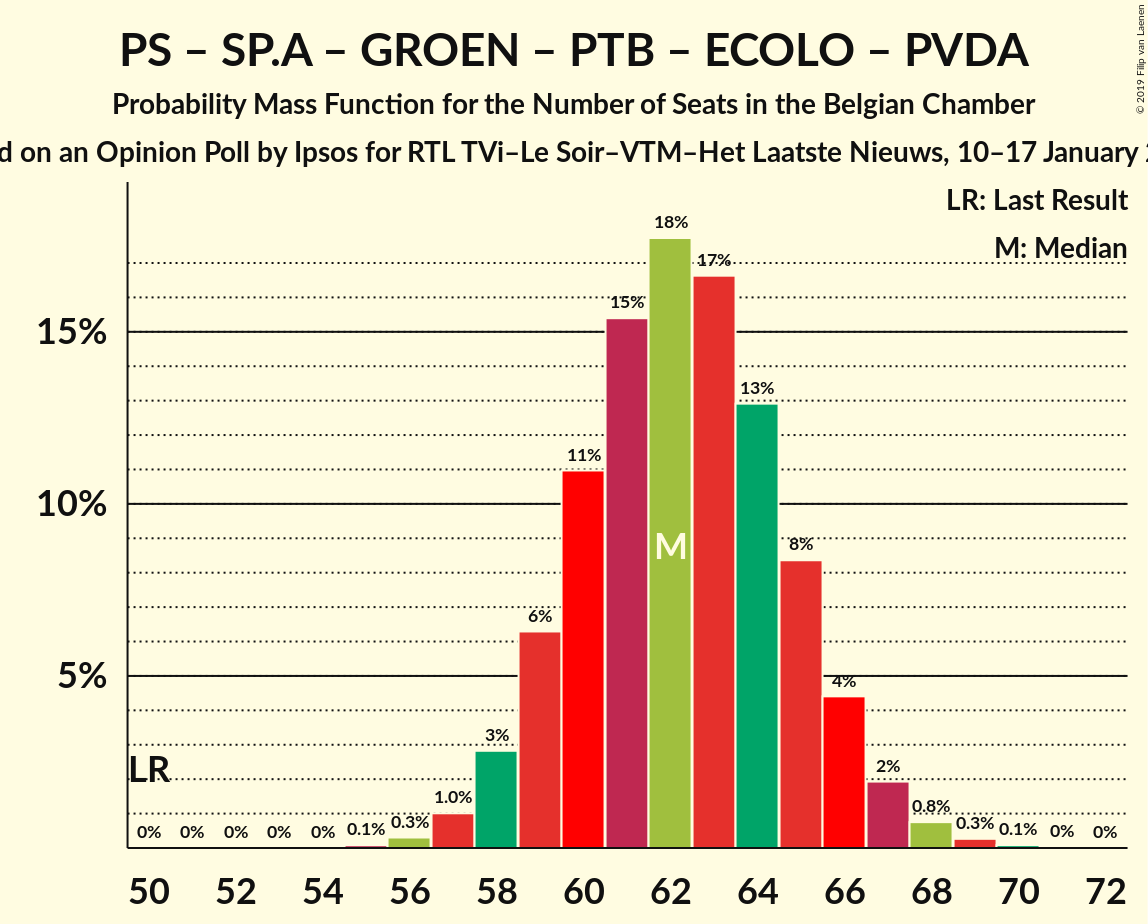 PS – SP.A – GROEN – PTB – ECOLO – PVDA
Probability Mass Function for the Number of Seats in the Belgian Chamber
on an Opinion Poll by Ipsos for RTL TVi–Le Soir–VTM–Het Laatste Nieuws, 10–17 January
© 2019 Filip van Laenen
LR: Last Result
M: Median
15%
10%
5%
LR
M
0%
0%
0%
0%
0%
0.1%
0.3%
1.0%
3%
6%
11%
15%
18%
17%
13%
8%
4%
2%
0.8%
0.3%
0.1%
0%
0%
50 52 54 56 58 60 62 64 66 68 70 72